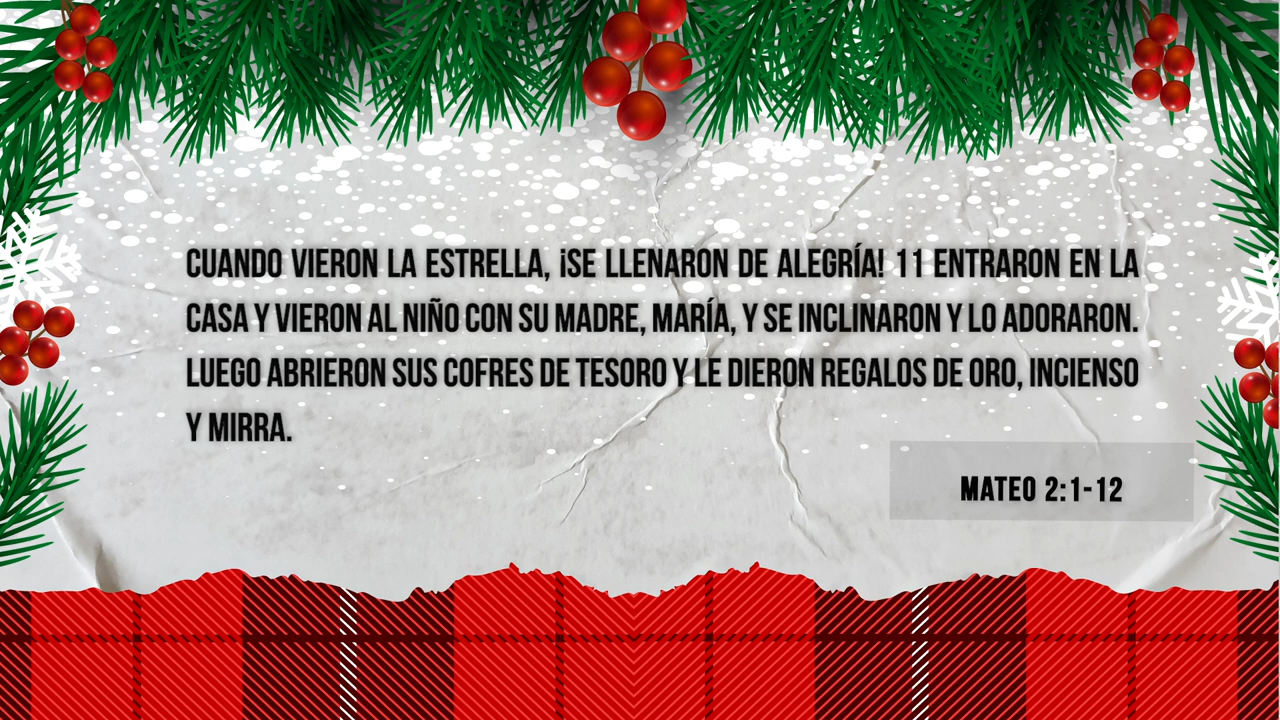 CUANDO VIERON LA ESTRELLA, ¡SE LLENARON DE ALEGRÍA! 11 ENTRARON EN LA
CASA Y VIERON AL NIÑO CON SU MADRE, MARÍA, Y SE INCLINARON Y LO ADORARON.
LUEGO ABRIERON SUS COFRES DE TESORO Y LE DIERON REGALOS DE ORO, INCIENSO
Y MIRRA.
MATEO 2:1-12